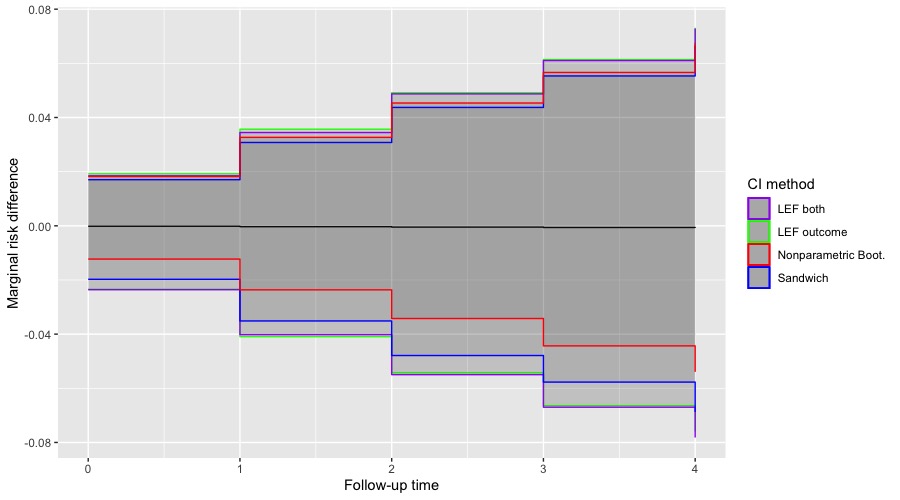 Marginal risk difference
0.08
0.04
0.00
-0.04
-0.08
0 1 2 3 4
Follow-up time
CI method
LEF both
LEF outcome
Nonparametric Boot.
Sandwich